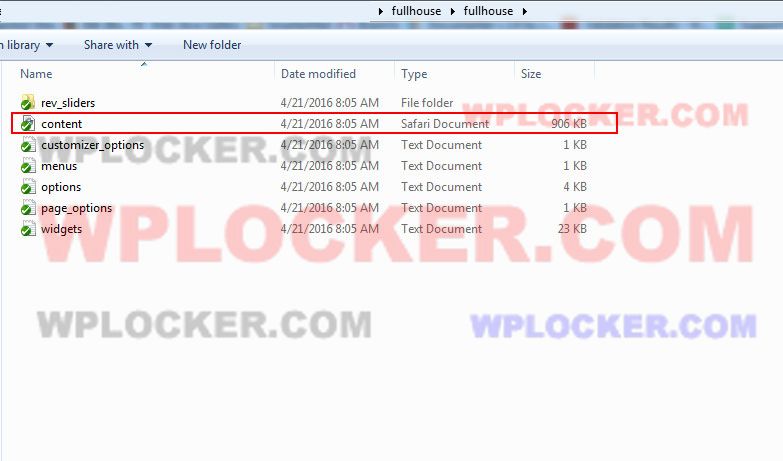 fullhouse fullhouse
library Share with New folder
Name Date modified Type Size
rev_sliders 4/21/2016 8:05 AM File folder
WPLOCKER.COM
content 4/21/2016 8:05 AM Safari Document 906 KB
customizer_options 4/21/2016 8:05 AM Text Document 1 KB
WPLOCKER.COM
menus 4/21/2016 8:05 AM Text Document 1 KB
options 4/21/2016 8:05 AM Text Document 4 KB
page_options 4/21/2016 8:05 AM Text Document 1 KB
widgets 4/21/2016 8:05 AM Text Document 23 KB
WPLOCKER.COM
WPLOCKER.COM WPLOCKER.COM